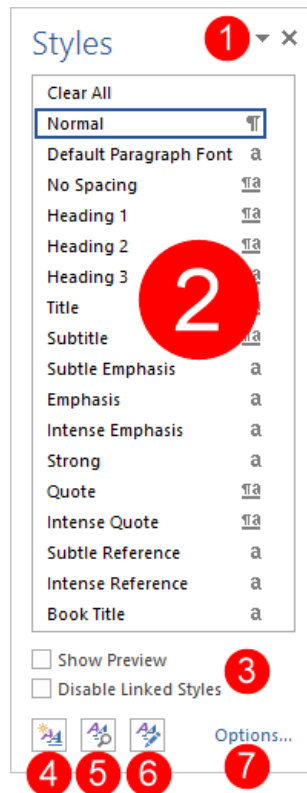 Styles 1
Clear All
Normal ¶
Default Paragraph Font a
No Spacing ¶a
Heading 1 ¶a
Heading 2 ¶a
Heading 3 ¶a
2
Title
Subtitle ¶a
Subtle Emphasis a
Emphasis a
Intense Emphasis a
Strong a
Quote ¶a
Intense Quote ¶a
Subtle Reference a
Intense Reference a
Book Title a
Show Preview
3
Disable Linked Styles
Options...
4 5 6 7